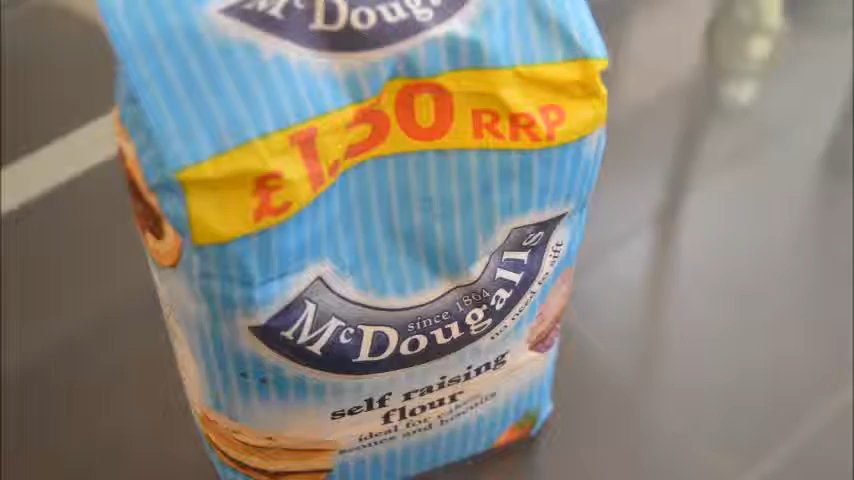 McDouga
£1.50 RRP
since 1864
McDougalls
no need to sift
self raising
flour
ideal for cakes
scones and biscuits